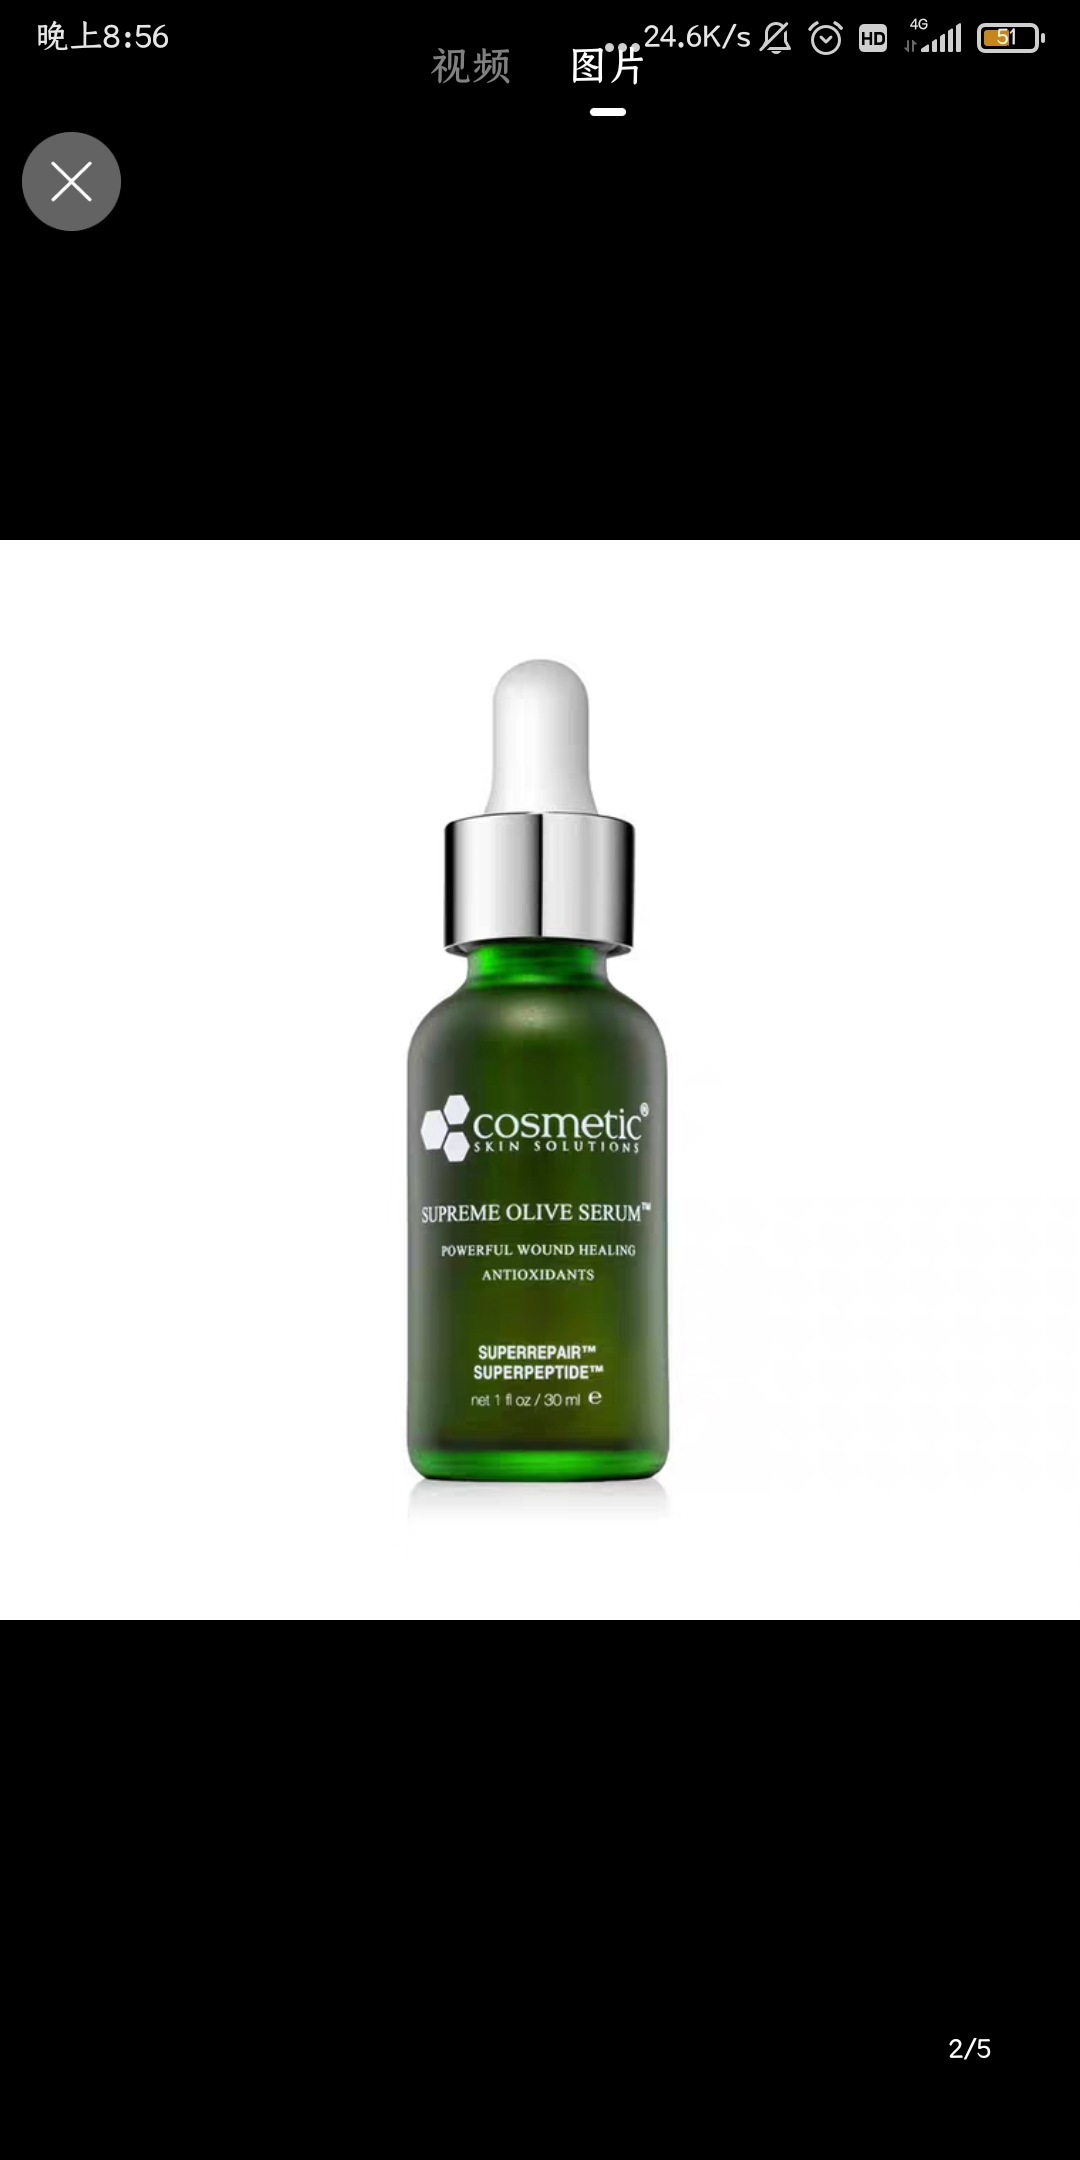 晚上8:56
24.6K/s
HD
4G
51
视频 图片
cosmetic®
SKIN SOLUTIONS
SUPREME OLIVE SERUM™
POWERFUL WOUND HEALING
ANTIOXIDANTS
SUPERREPAIR™
SUPERPEPTIDE™
net 1 fl oz / 30 ml ℮
2/5